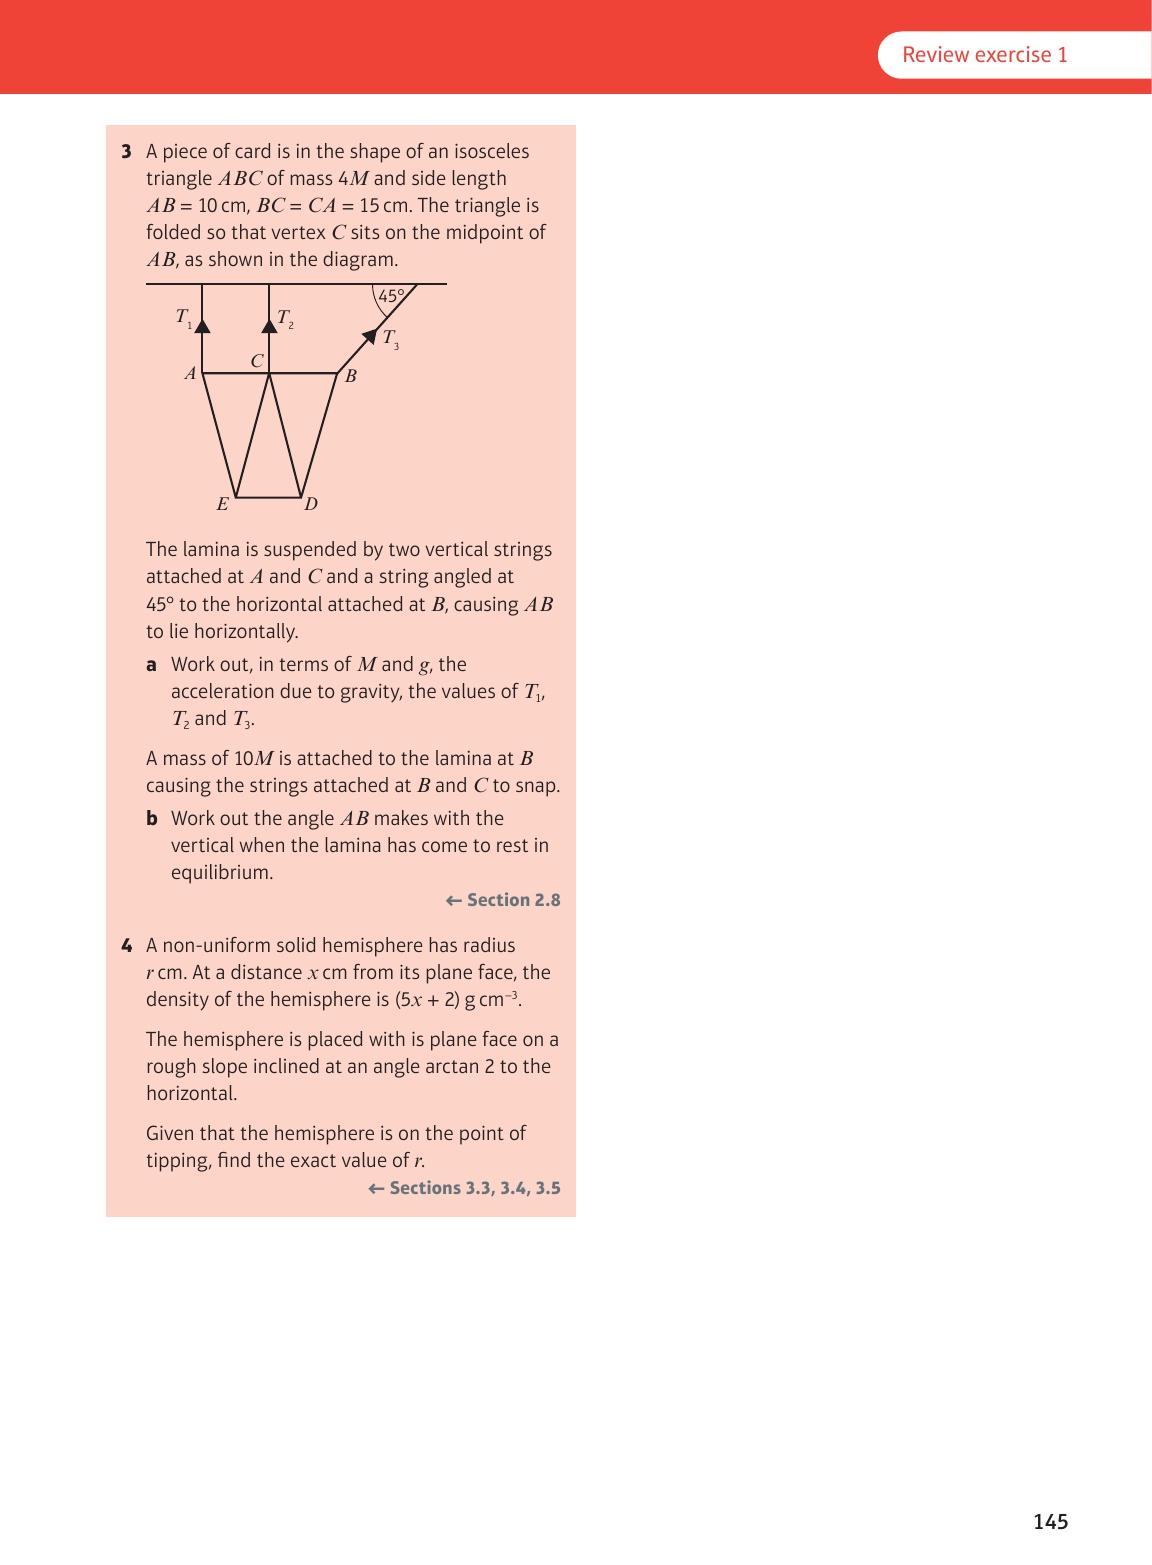 Review exercise 1
3 A piece of card is in the shape of an isosceles
triangle ABC of mass 4M and side length
AB = 10 cm, BC = CA = 15 cm. The triangle is
folded so that vertex C sits on the midpoint of
AB, as shown in the diagram.
45°
T₁
T₂
T₃
C
A
B
E
D
The lamina is suspended by two vertical strings
attached at A and C and a string angled at
45° to the horizontal attached at B, causing AB
to lie horizontally.
a Work out, in terms of M and g, the
acceleration due to gravity, the values of T₁,
T₂ and T₃.
A mass of 10M is attached to the lamina at B
causing the strings attached at B and C to snap.
b Work out the angle AB makes with the
vertical when the lamina has come to rest in
equilibrium.
← Section 2.8
4 A non-uniform solid hemisphere has radius
r cm. At a distance x cm from its plane face, the
density of the hemisphere is (5x + 2) g cm⁻³.
The hemisphere is placed with is plane face on a
rough slope inclined at an angle arctan 2 to the
horizontal.
Given that the hemisphere is on the point of
tipping, find the exact value of r.
← Sections 3.3, 3.4, 3.5
145